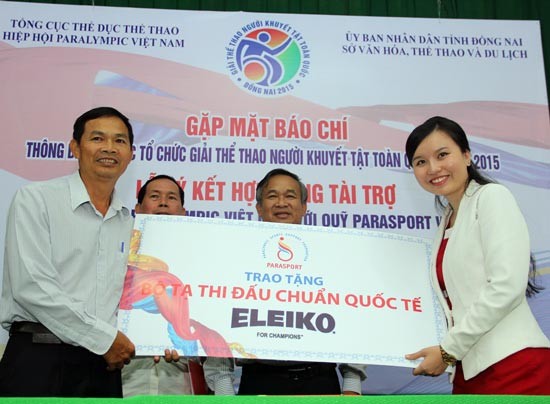 TỔNG CỤC THỂ DỤC THỂ THAO
HIỆP HỘI PARALYMPIC VIỆT NAM
ỦY BAN NHÂN DÂN TỈNH ĐỒNG NAI
SỞ VĂN HÓA, THỂ THAO VÀ DU LỊCH
GIẢI THỂ THAO NGƯỜI KHUYẾT TẬT TOÀN QUỐC
ĐỒNG NAI 2015
GẶP MẶT BÁO CHÍ
THÔNG TỔ CHỨC GIẢI THỂ THAO NGƯỜI KHUYẾT TẬT TOÀN 2015
KẾT TÀI TRỢ
VIỆT QUỸ PARASPORT
PARASPORT
TRAO TẶNG
BỘ TẠ THI ĐẤU CHUẨN QUỐC TẾ
ELEIKO
FOR CHAMPIONS